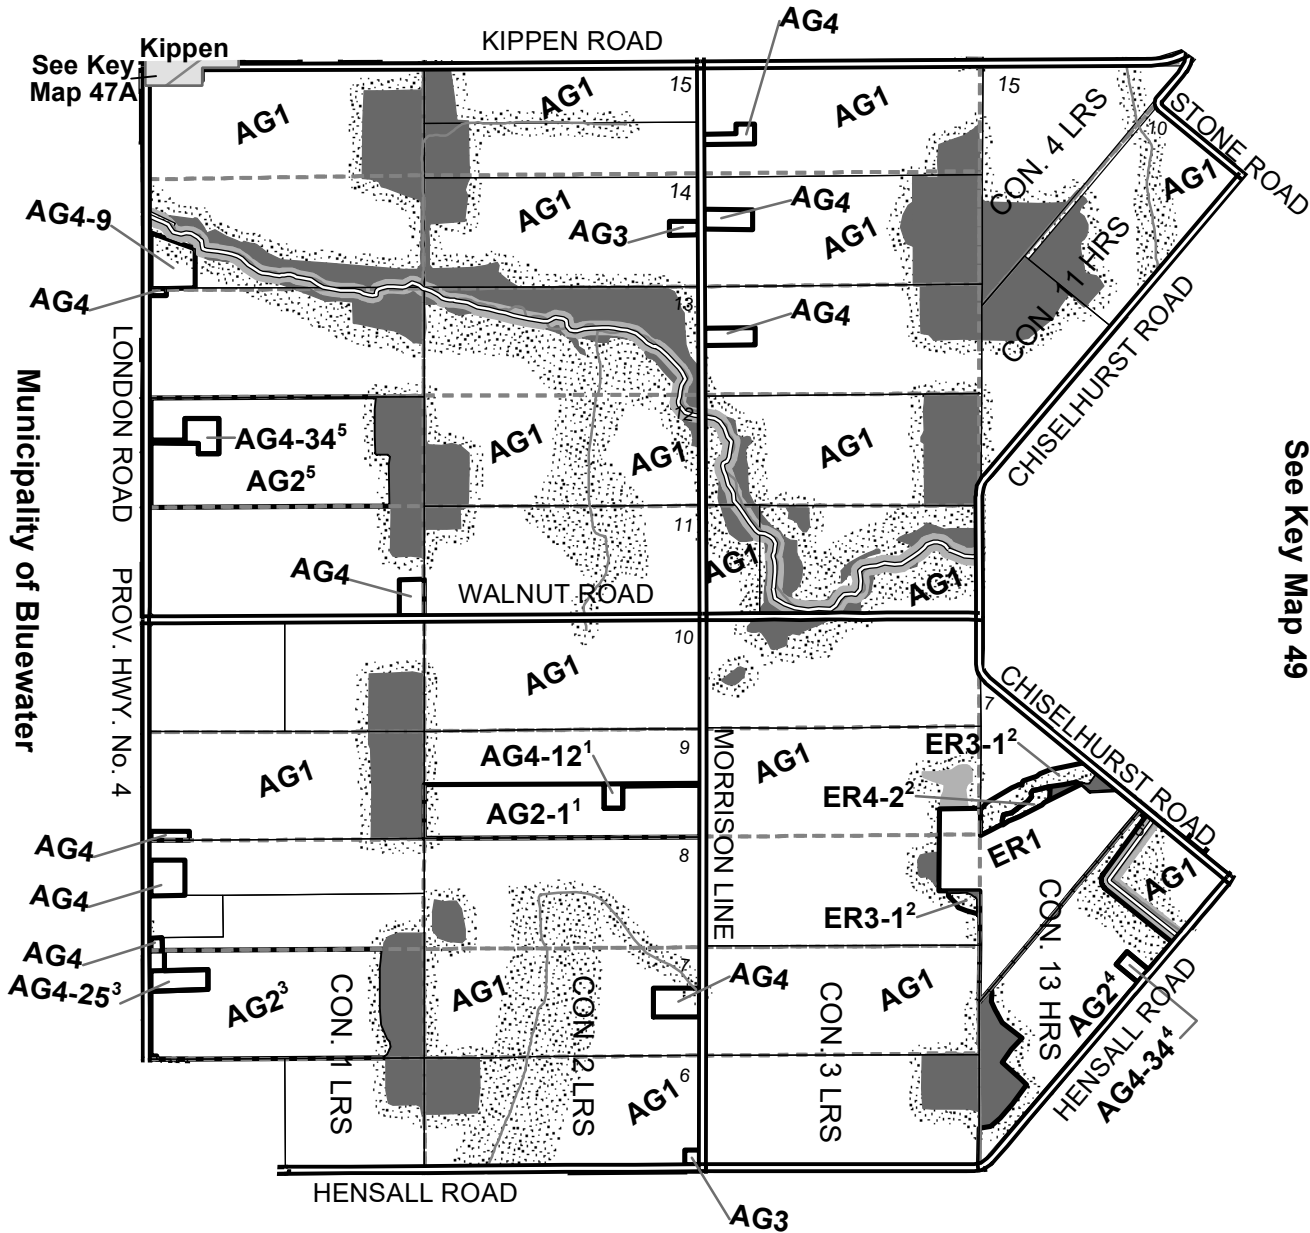 AG4
KIPPEN ROAD
Kippen
See Key
Map 47A
15
15
AG1
AG1
AG1
CON. 4 LRS
10
STONE ROAD
AG1
14
AG4-9
AG1
AG3
AG4
AG1
CON. 11 HRS
AG4
13
AG4
CHISELHURST ROAD
LONDON ROAD
PROV. HWY. No. 4
Municipality of Bluewater
See Key Map 49
AG4-34⁵
AG2⁵
AG1
AG1
AG1
12
11
AG1
AG1
AG4
WALNUT ROAD
10
AG1
7
CHISELHURST ROAD
9
AG1
AG4-12¹
AG2-1¹
MORRISON LINE
AG1
ER3-1²
ER4-2²
ER1
ER3-1²
AG4
AG4
8
8
AG1
CON. 13 HRS
AG4
AG4-25³
AG2³
CON. 1 LRS
AG1
CON. 2 LRS
7
AG4
CON. 3 LRS
AG1
AG2⁴
AG4-34⁴
HENSALL ROAD
6
AG1
HENSALL ROAD
AG3